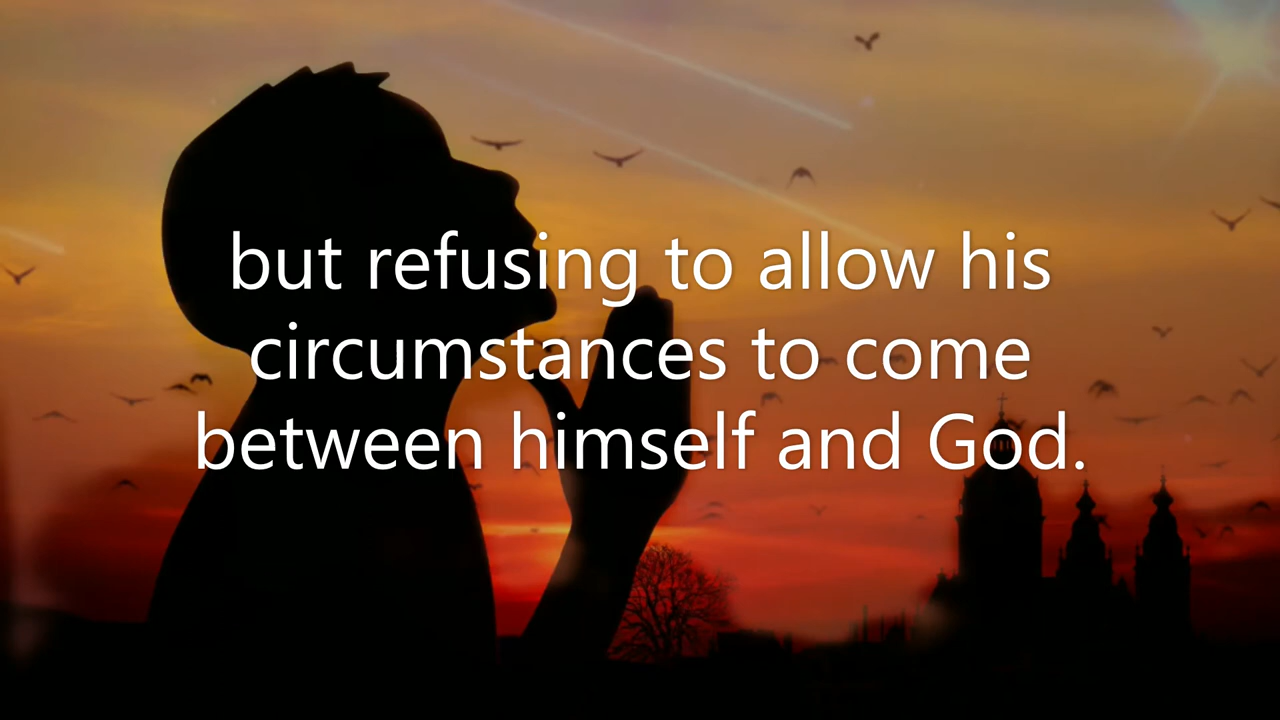 but refusing to allow his
circumstances to come
between himself and God.